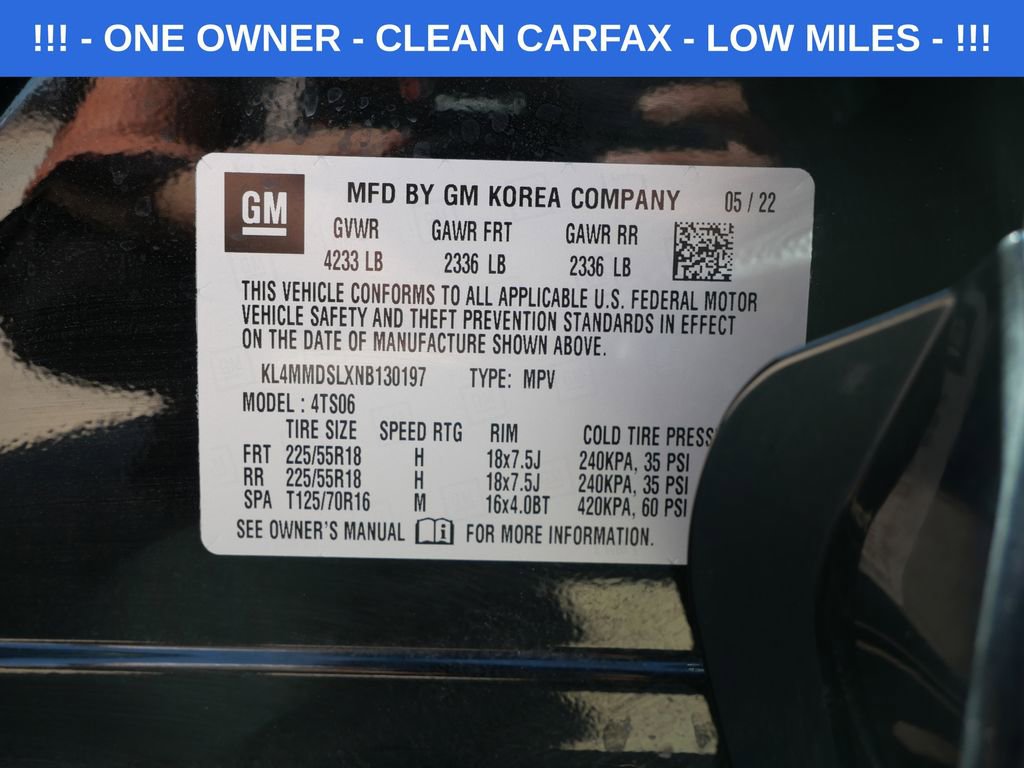 !!! - ONE OWNER - CLEAN CARFAX - LOW MILES - !!!
GM MFD BY GM KOREA COMPANY 05 / 22
GVWR GAWR FRT GAWR RR
4233 LB 2336 LB 2336 LB
THIS VEHICLE CONFORMS TO ALL APPLICABLE U.S. FEDERAL MOTOR
VEHICLE SAFETY AND THEFT PREVENTION STANDARDS IN EFFECT
ON THE DATE OF MANUFACTURE SHOWN ABOVE.
KL4MMDSLXNB130197 TYPE: MPV
MODEL : 4TS06
TIRE SIZE SPEED RTG RIM COLD TIRE PRESS
FRT 225/55R18 H 18x7.5J 240KPA, 35 PSI
RR 225/55R18 H 18x7.5J 240KPA, 35 PSI
SPA T125/70R16 M 16x4.0BT 420KPA, 60 PSI
SEE OWNER'S MANUAL i FOR MORE INFORMATION.